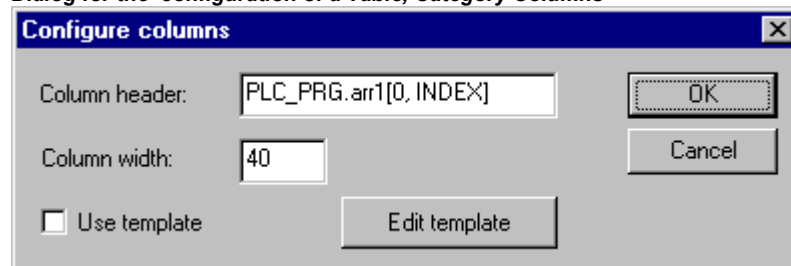 Dialog for the configuration of a Table, Category Columns
Configure columns
Column header:
PLC_PRG.arr1[0, INDEX]
OK
Column width:
40
Cancel
Use template
Edit template